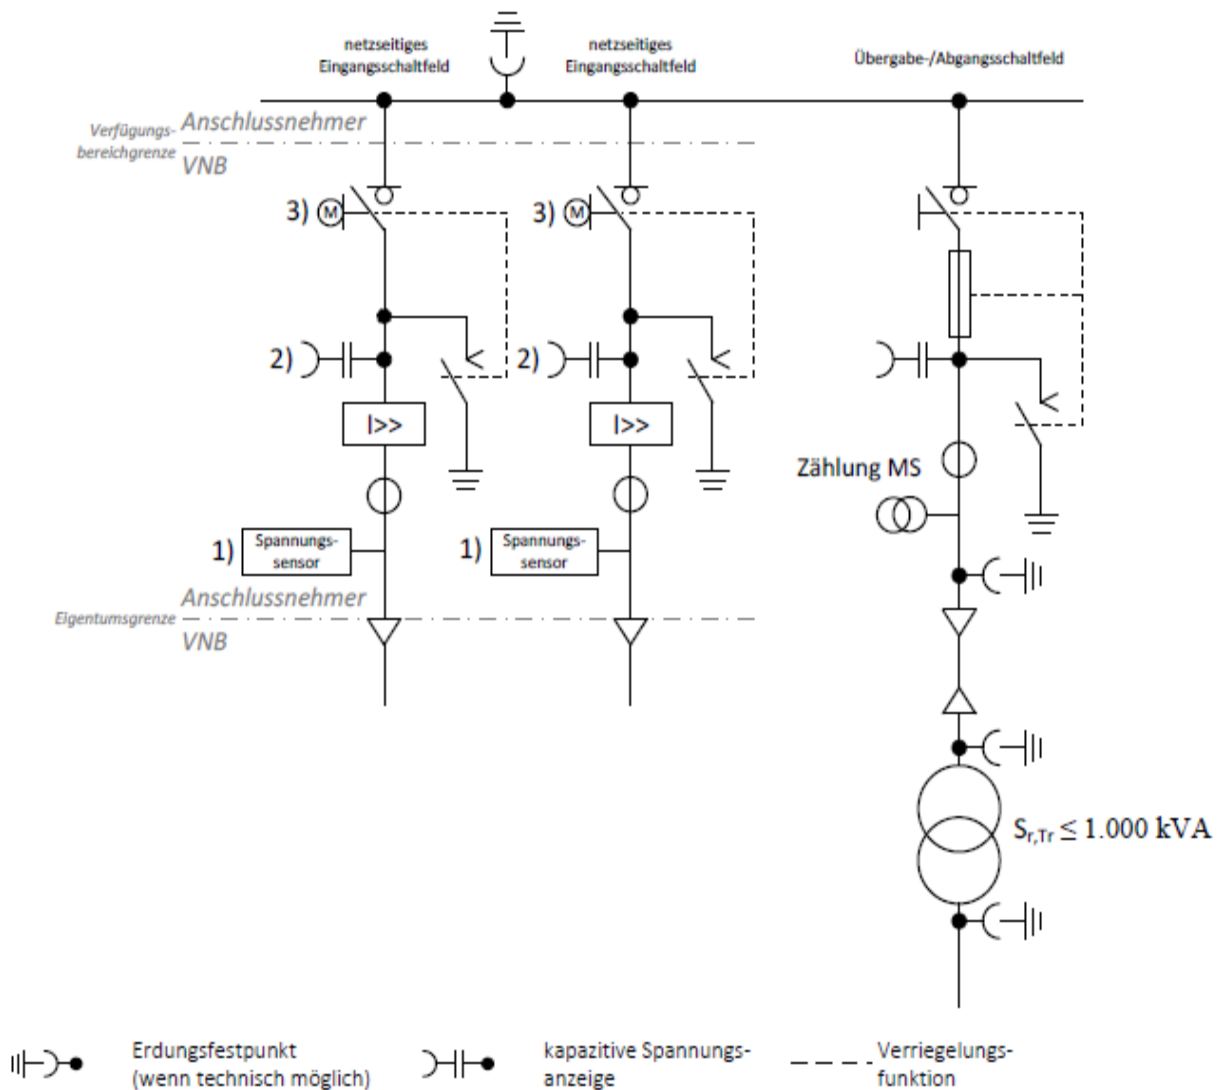 netzseitiges
Eingangsschaltfeld
netzseitiges
Eingangsschaltfeld
Übergabe-/Abgangsschaltfeld
Verfügungs-
bereichgrenze
Anschlussnehmer
VNB
3) M
3) M
2)
2)
I>>
I>>
Zählung MS
1) Spannungs-
sensor
1) Spannungs-
sensor
Eigentumsgrenze
Anschlussnehmer
VNB
Sr,Tr ≤ 1.000 kVA
Erdungsfestpunkt
(wenn technisch möglich)
kapazitive Spannungs-
anzeige
Verriegelungs-
funktion